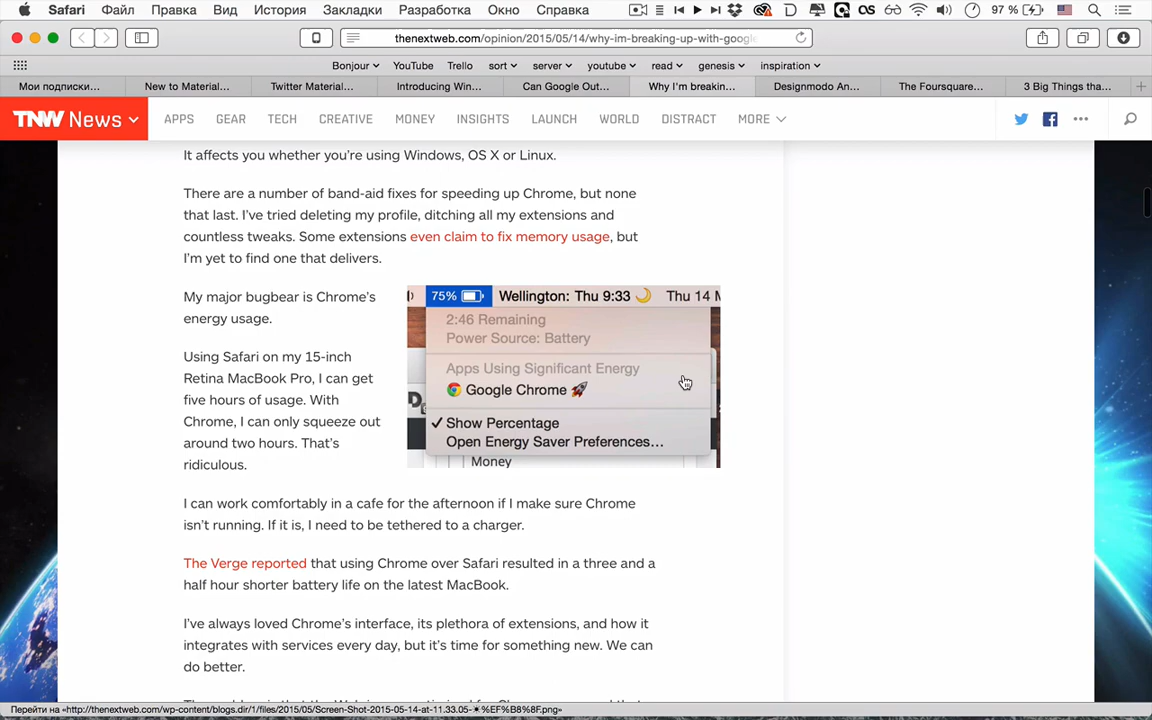 Safari Файл Правка Вид История Закладки Разработка Окно Справка 97 %
thenextweb.com/opinion/2015/05/14/why-im-breaking-up-with-googl
Bonjour YouTube Trello sort server youtube read genesis inspiration
Мои подписки... New to Material... Twitter Material... Introducing Win... Can Google Out... Why I'm breakin... Designmodo An... The Foursquare... 3 Big Things tha...
TNW News APPS GEAR TECH CREATIVE MONEY INSIGHTS LAUNCH WORLD DISTRACT MORE
It affects you whether you're using Windows, OS X or Linux.
There are a number of band-aid fixes for speeding up Chrome, but none
that last. I've tried deleting my profile, ditching all my extensions and
countless tweaks. Some extensions even claim to fix memory usage, but
I'm yet to find one that delivers.
My major bugbear is Chrome's
energy usage.
Using Safari on my 15-inch
Retina MacBook Pro, I can get
five hours of usage. With
Chrome, I can only squeeze out
around two hours. That's
ridiculous.
75% Wellington: Thu 9:33 Thu 14
2:46 Remaining
Power Source: Battery
Apps Using Significant Energy
Google Chrome
✓ Show Percentage
Open Energy Saver Preferences...
Money
I can work comfortably in a cafe for the afternoon if I make sure Chrome
isn't running. If it is, I need to be tethered to a charger.
The Verge reported that using Chrome over Safari resulted in a three and a
half hour shorter battery life on the latest MacBook.
I've always loved Chrome's interface, its plethora of extensions, and how it
integrates with services every day, but it's time for something new. We can
do better.
Перейти на «http://thenextweb.com/wp-content/blogs.dir/1/files/2015/05/Screen-Shot-2015-05-14-at-11.33.05-☀%EF%B8%8F.png»